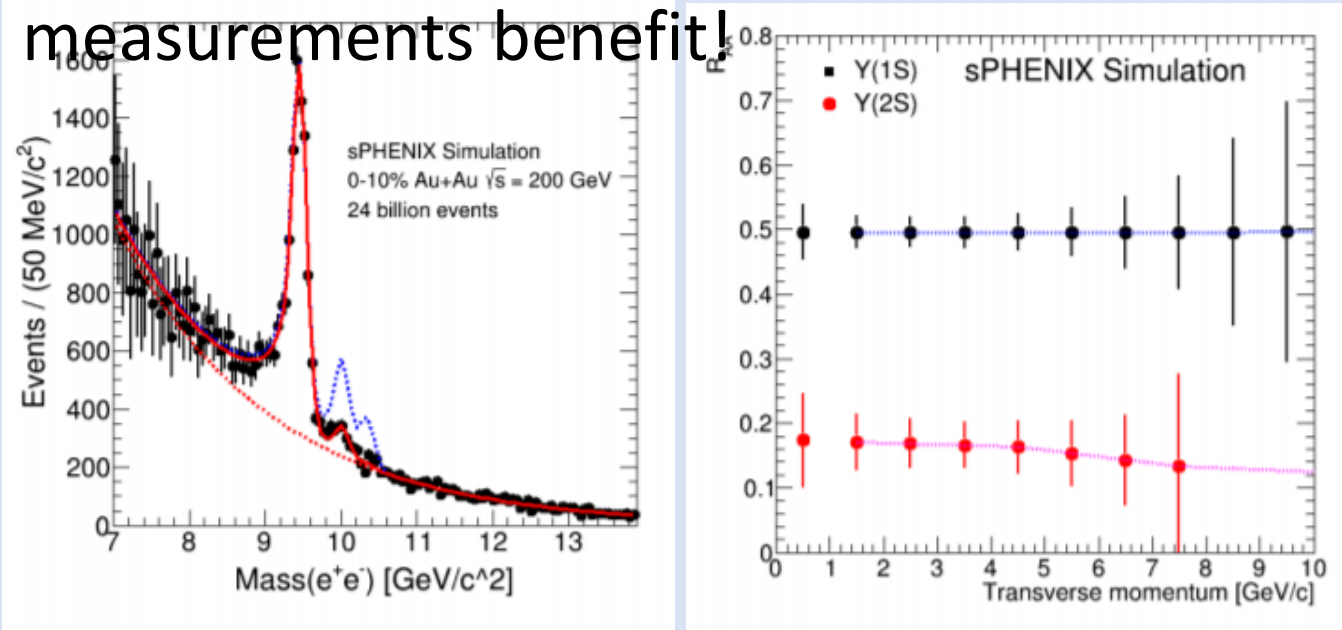 measurements benefit!
1600
1400
1200
1000
800
600
400
200
0
Events / (50 MeV/c²)
sPHENIX Simulation
0-10% Au+Au √s = 200 GeV
24 billion events
7 8 9 10 11 12 13
Mass(e⁺e⁻) [GeV/c^2]
0.8
0.7
0.6
0.5
0.4
0.3
0.2
0.1
0
Y(1S)
Y(2S)
sPHENIX Simulation
0 1 2 3 4 5 6 7 8 9 10
Transverse momentum [GeV/c]